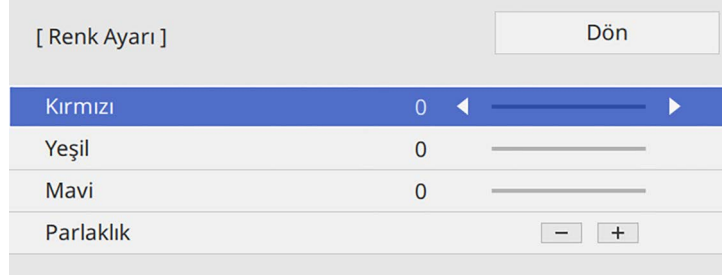 [ Renk Ayarı ]
Dön
Kırmızı 0
Yeşil 0
Mavi 0
Parlaklık − +